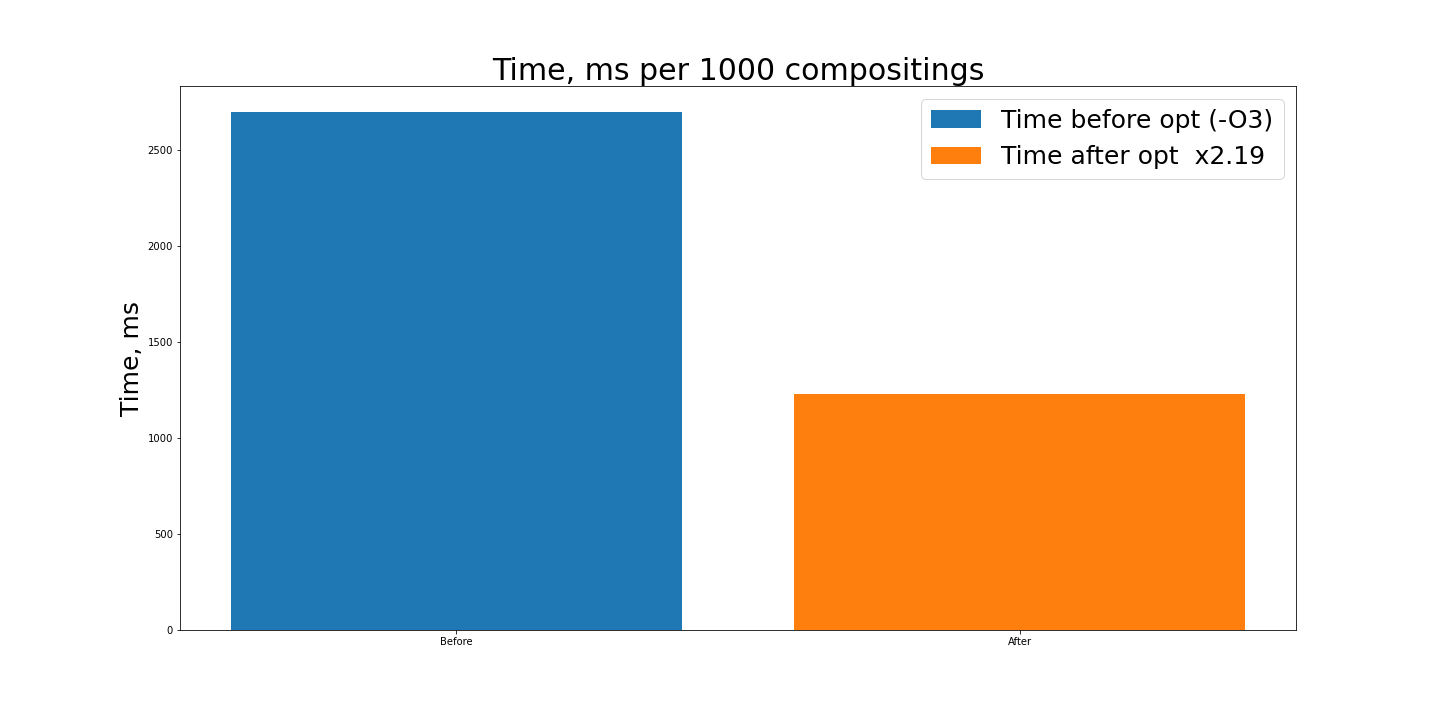 Time, ms per 1000 compositings
Time before opt (-O3)
Time after opt  x2.19
Time, ms
2500
2000
1500
1000
500
0
Before
After